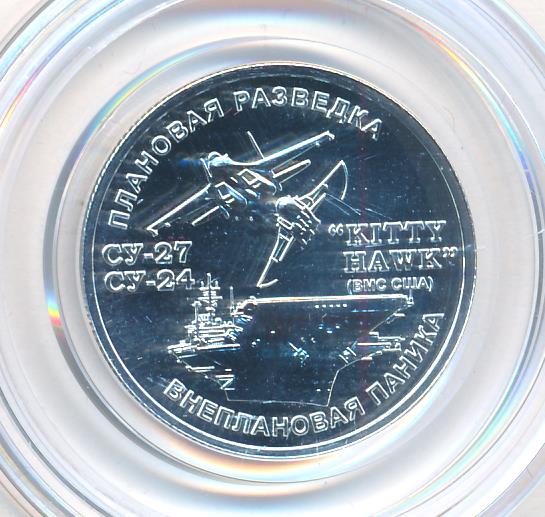 ПЛАНОВАЯ РАЗВЕДКА
СУ-27
СУ-24
"KITTY
HAWK"
(ВМС США)
ВНЕПЛАНОВАЯ ПАНИКА